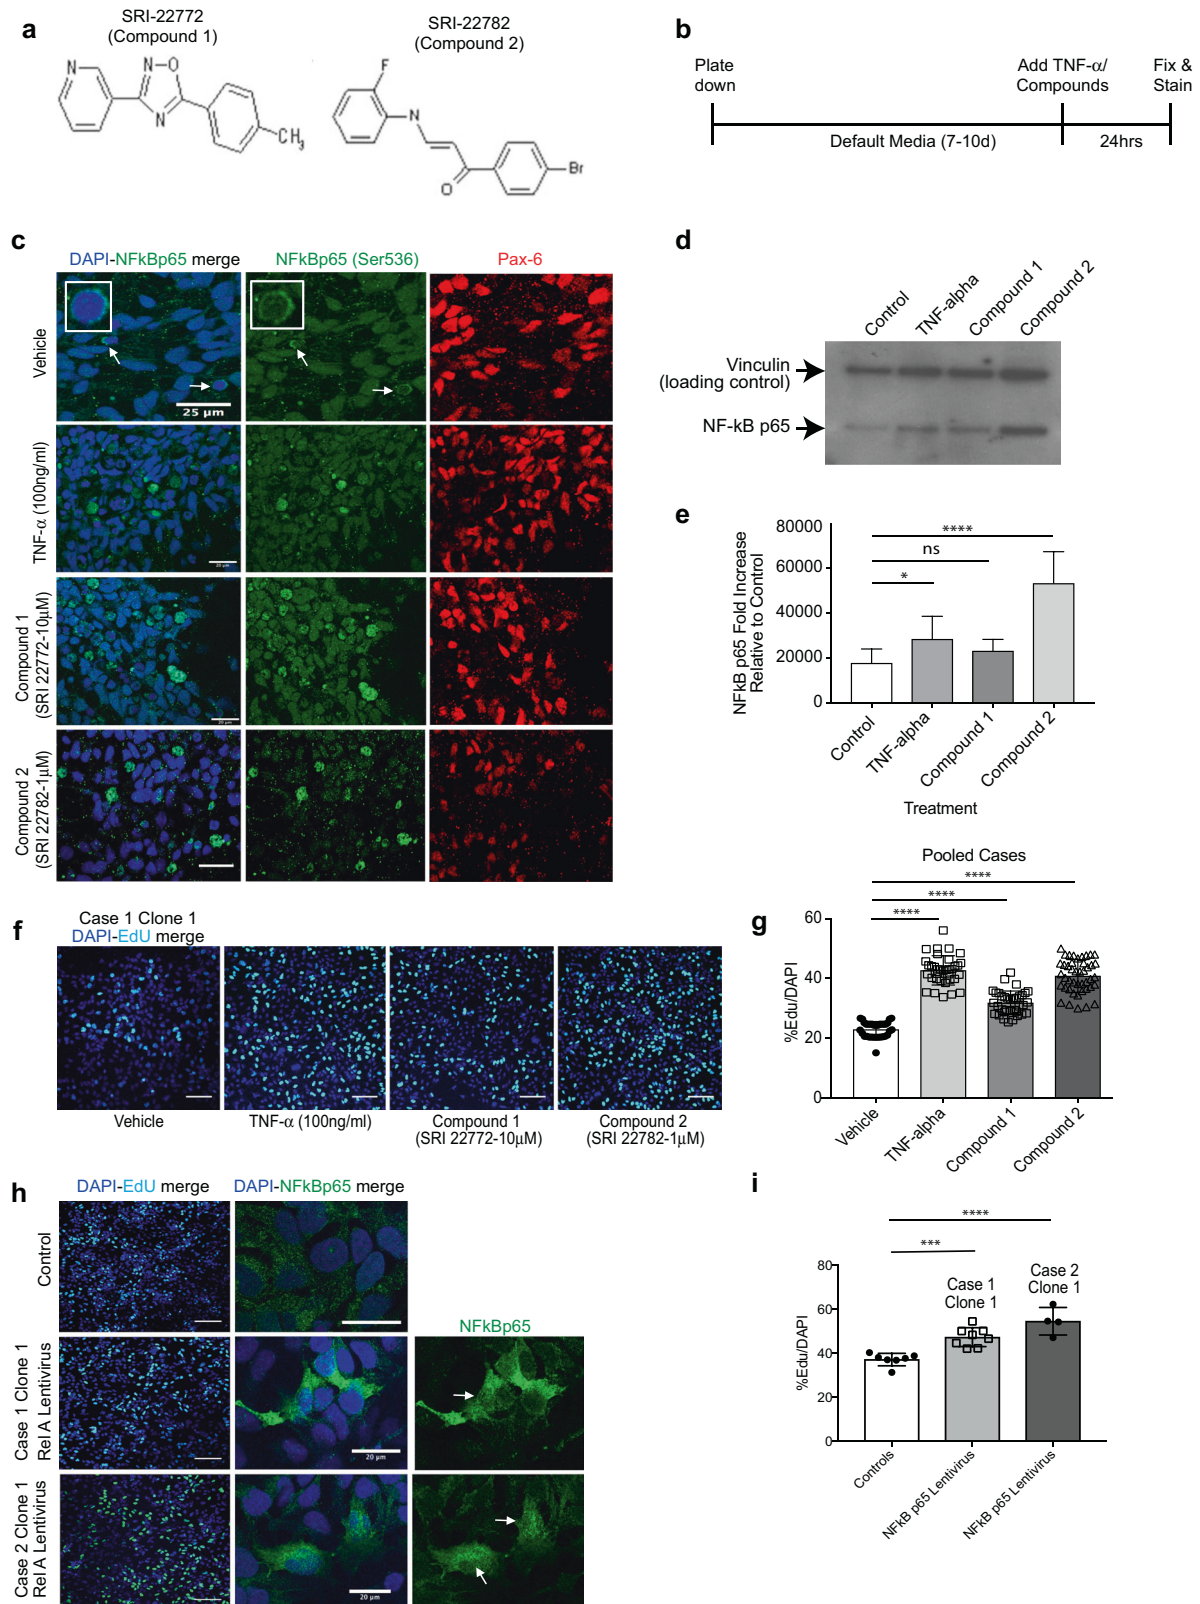 a
SRI-22772
(Compound 1)
N
N
O
N
CH3
SRI-22782
(Compound 2)
F
N
O
Br
b
Plate
down
Add TNF-α/
Compounds
Fix &
Stain
Default Media (7-10d)
24hrs
c
DAPI-NFkBp65 merge
NFkBp65 (Ser536)
Pax-6
Vehicle
25 µm
TNF-α (100ng/ml)
20 µm
Compound 1
(SRI 22772-10µM)
20 µm
Compound 2
(SRI 22782-1µM)
d
Control
TNF-alpha
Compound 1
Compound 2
Vinculin
(loading control)
NF-kB p65
e
NFkB p65 Fold Increase
Relative to Control
80000
60000
40000
20000
0
****
ns
*
Control
TNF-alpha
Compound 1
Compound 2
Treatment
f
Case 1 Clone 1
DAPI-EdU merge
Vehicle
TNF-α (100ng/ml)
Compound 1
(SRI 22772-10µM)
Compound 2
(SRI 22782-1µM)
g
Pooled Cases
****
****
****
%Edu/DAPI
60
40
20
0
Vehicle
TNF-alpha
Compound 1
Compound 2
h
DAPI-EdU merge
DAPI-NFkBp65 merge
NFkBp65
Control
Case 1 Clone 1
Rel A Lentivirus
20 µm
Case 2 Clone 1
Rel A Lentivirus
20 µm
i
****
***
%Edu/DAPI
80
60
40
20
0
Case 1
Clone 1
Case 2
Clone 1
Controls
NFkB p65 Lentivirus
NFkB p65 Lentivirus